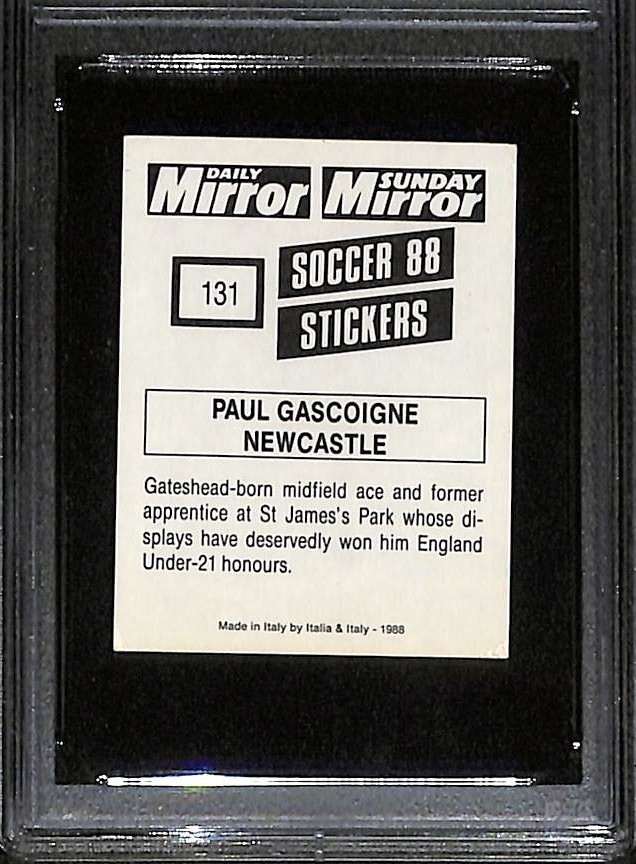 DAILY Mirror SUNDAY Mirror
131
SOCCER 88
STICKERS
PAUL GASCOIGNE
NEWCASTLE
Gateshead-born midfield ace and former
apprentice at St James's Park whose di-
splays have deservedly won him England
Under-21 honours.
Made in Italy by Italia & Italy - 1988